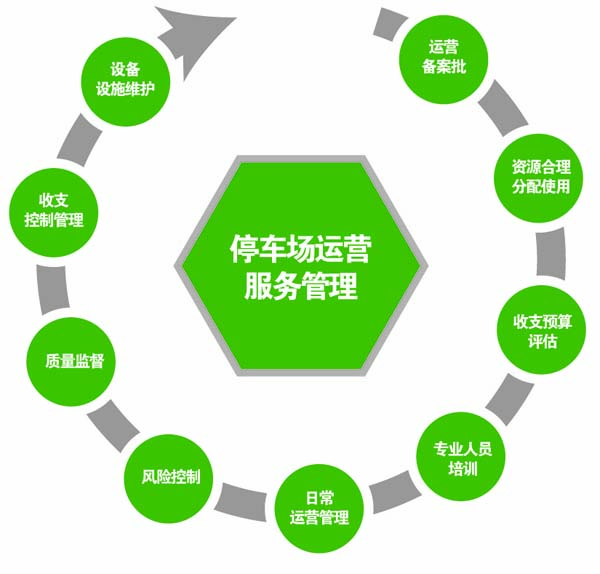 停车场运营
服务管理
运营
备案批
资源合理
分配使用
收支预算
评估
专业人员
培训
日常
运营管理
风险控制
质量监督
收支
控制管理
设备
设施维护